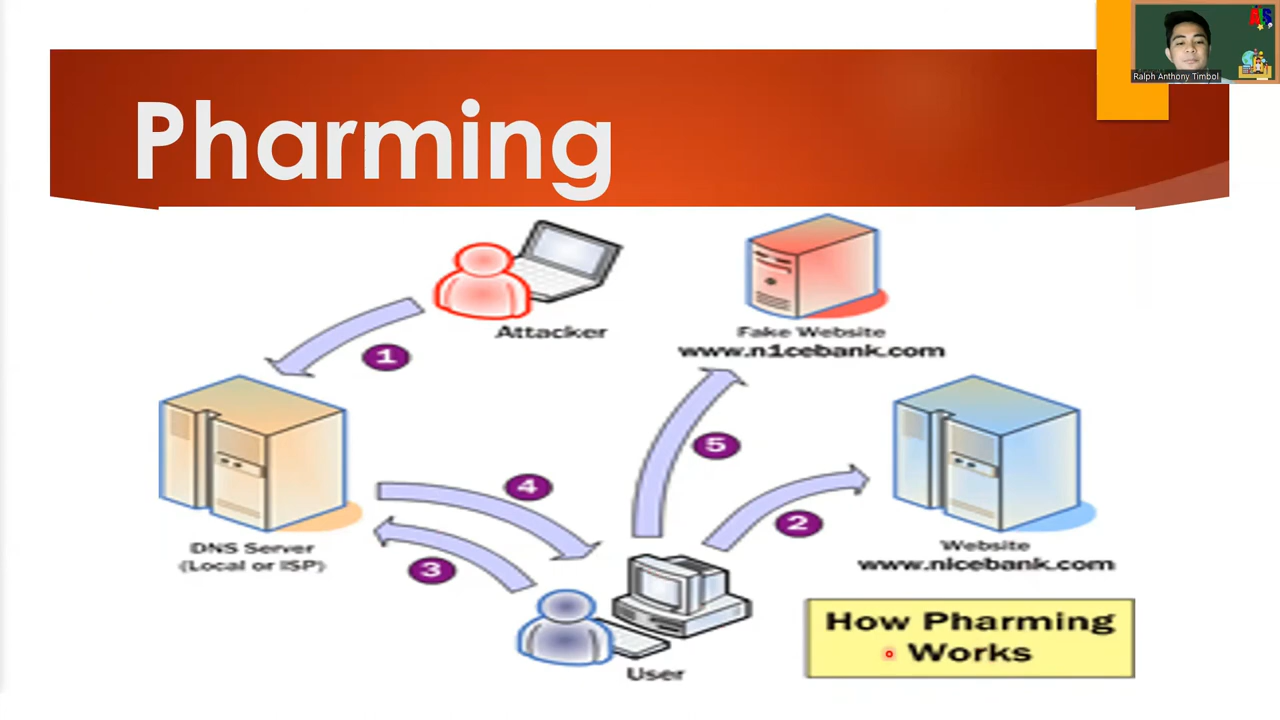 Pharming
Ralph Anthony Timbol
Attacker
Fake Website
www.n1cebank.com
1
5
4
2
3
DNS Server
(Local or ISP)
Website
www.nicebank.com
How Pharming
Works
User